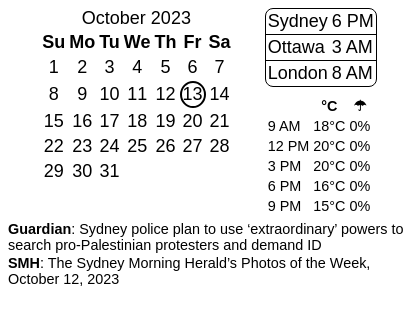 October 2023
Su Mo Tu We Th Fr Sa
1 2 3 4 5 6 7
8 9 10 11 12 13 14
15 16 17 18 19 20 21
22 23 24 25 26 27 28
29 30 31
Sydney 6 PM
Ottawa 3 AM
London 8 AM
°C ☂
9 AM 18°C 0%
12 PM 20°C 0%
3 PM 20°C 0%
6 PM 16°C 0%
9 PM 15°C 0%
Guardian: Sydney police plan to use ‘extraordinary’ powers to
search pro-Palestinian protesters and demand ID
SMH: The Sydney Morning Herald’s Photos of the Week,
October 12, 2023